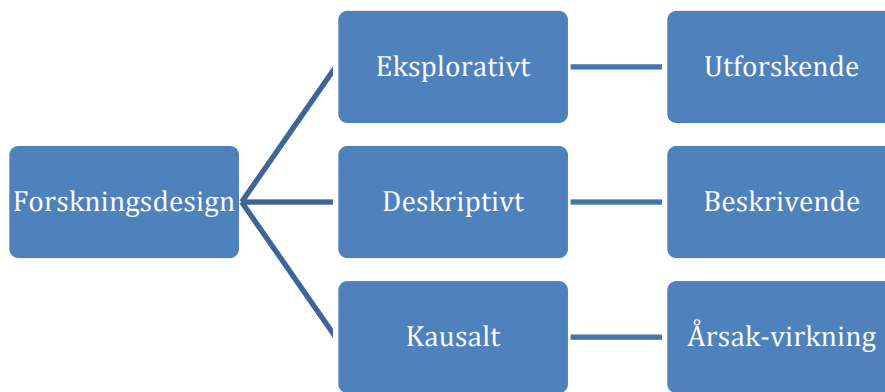 Eksplorativt
Utforskende
Forskningsdesign
Deskriptivt
Beskrivende
Kausalt
Årsak-virkning